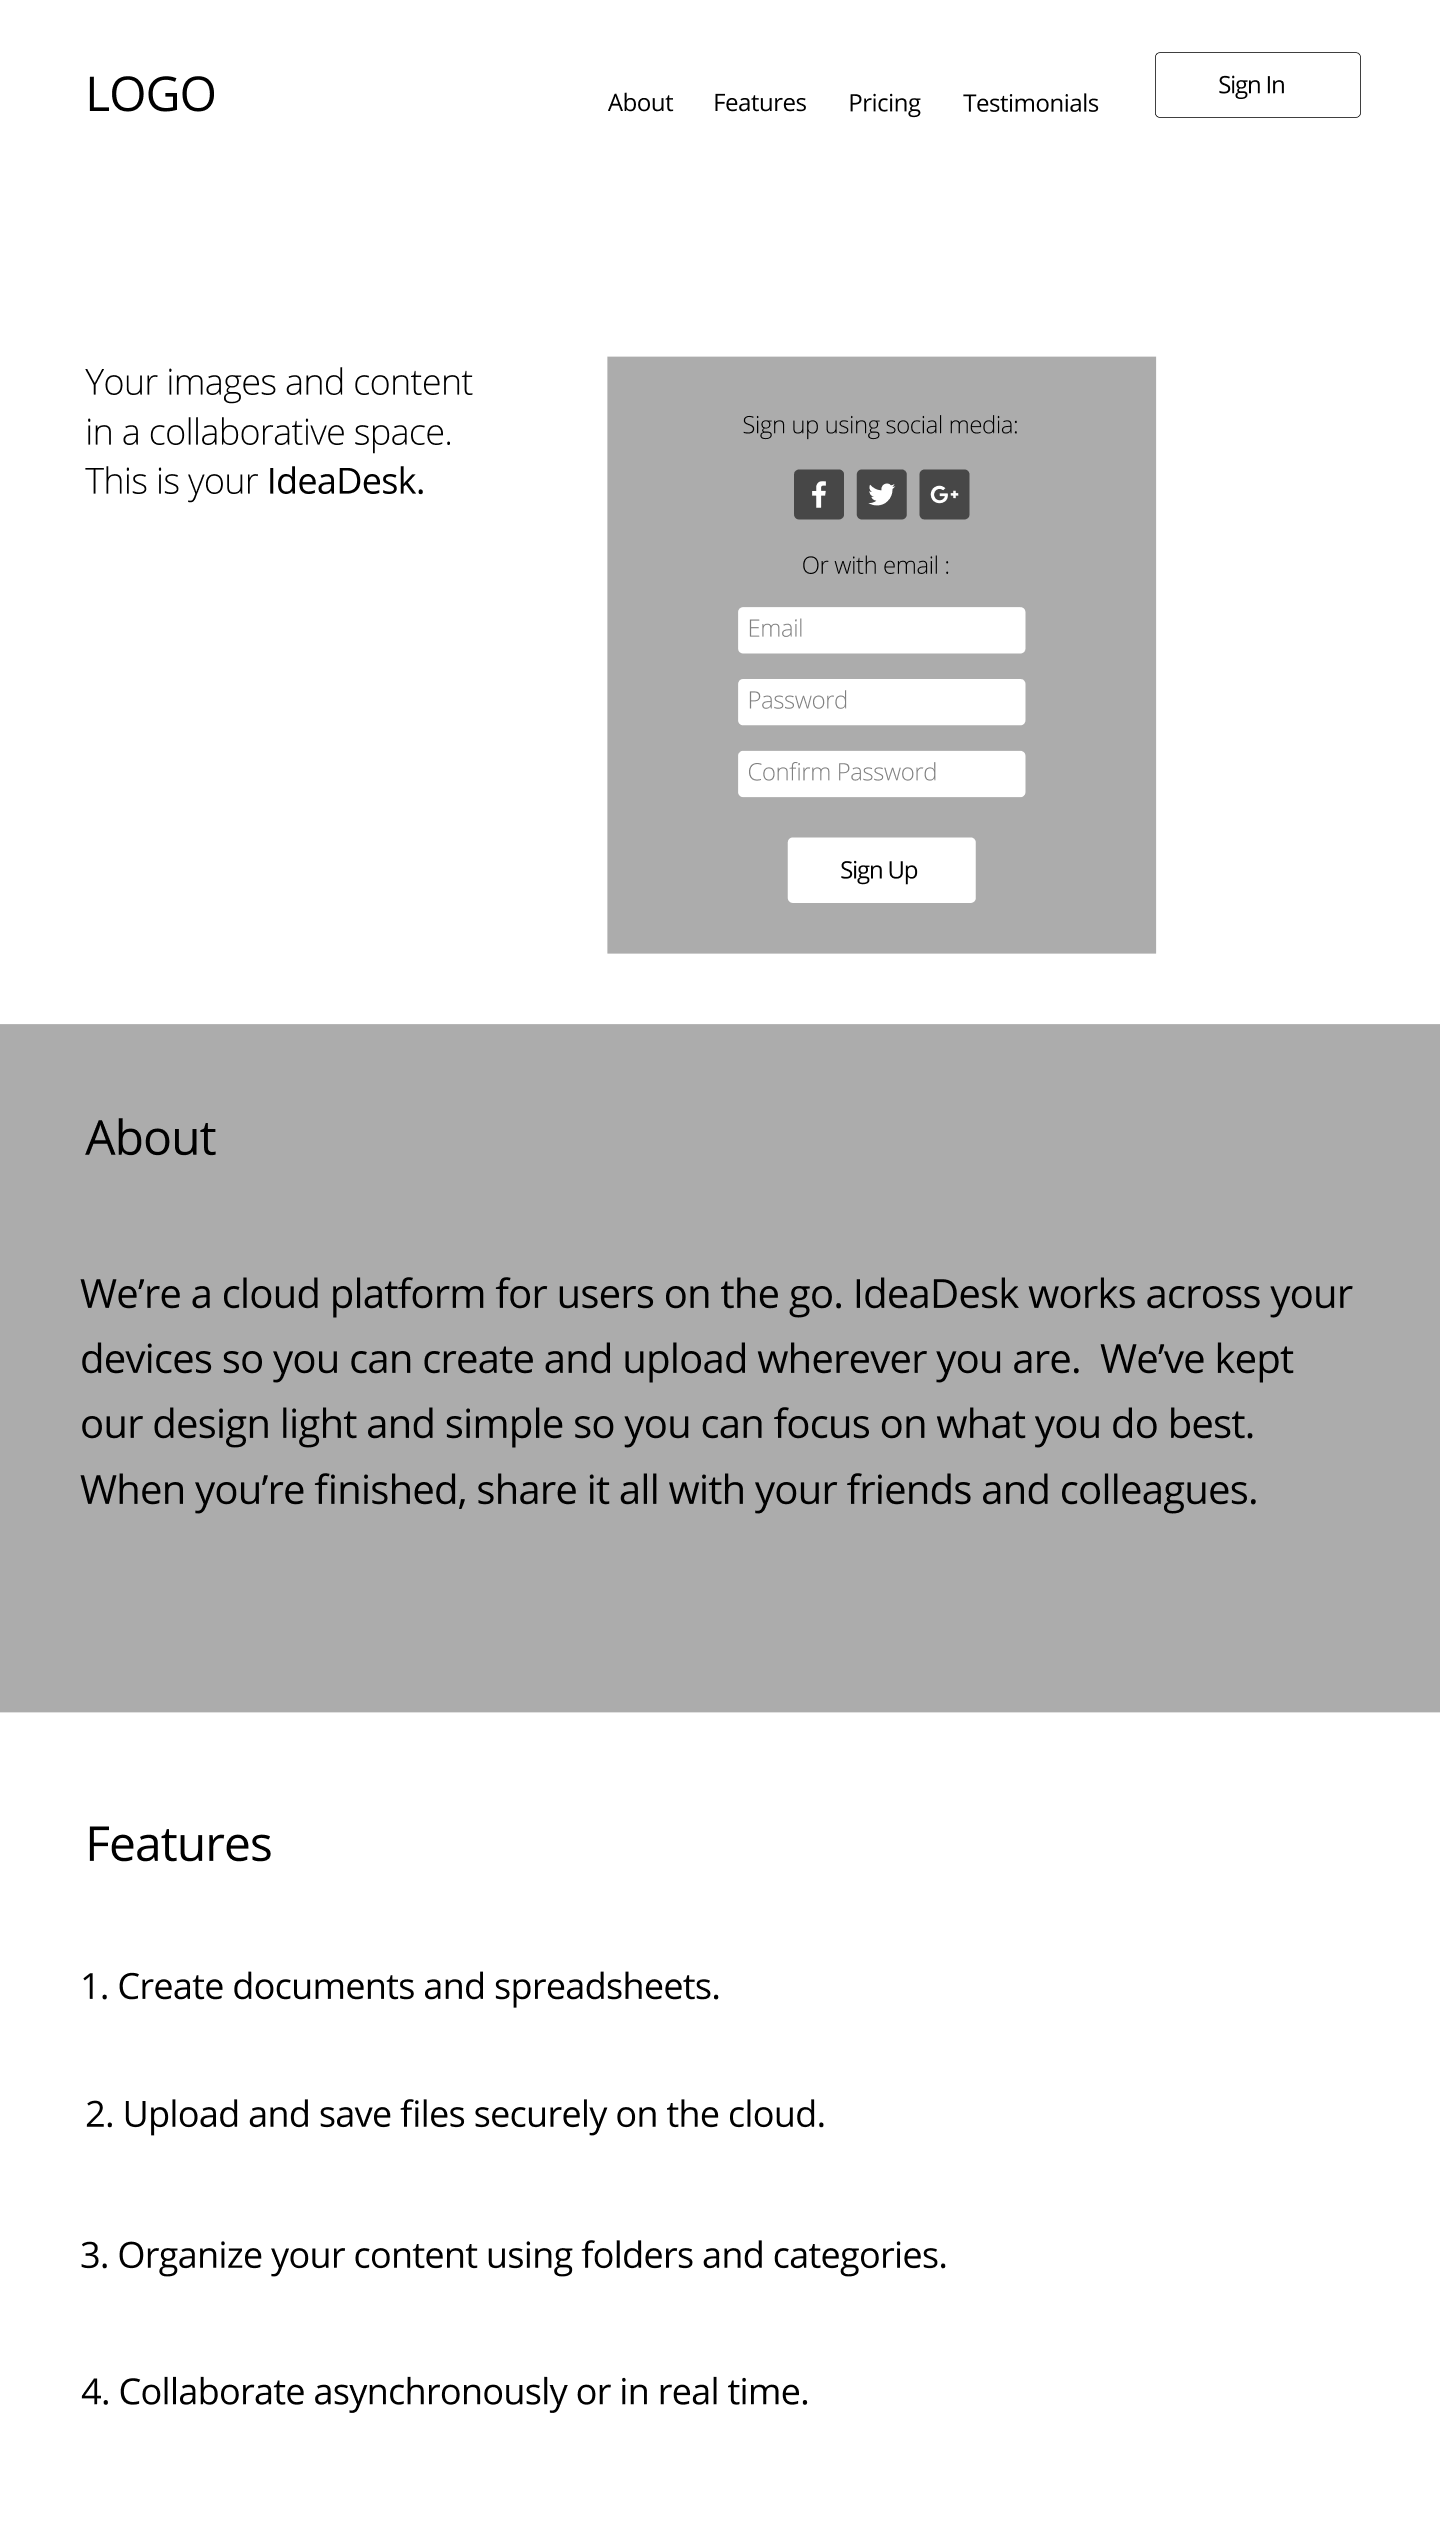 LOGO
About Features Pricing Testimonials Sign In
Your images and content
in a collaborative space.
This is your IdeaDesk.
Sign up using social media:
f G+
Or with email :
Email
Password
Confirm Password
Sign Up
About
We’re a cloud platform for users on the go. IdeaDesk works across your
devices so you can create and upload wherever you are.  We’ve kept
our design light and simple so you can focus on what you do best.
When you’re finished, share it all with your friends and colleagues.
Features
1. Create documents and spreadsheets.
2. Upload and save files securely on the cloud.
3. Organize your content using folders and categories.
4. Collaborate asynchronously or in real time.